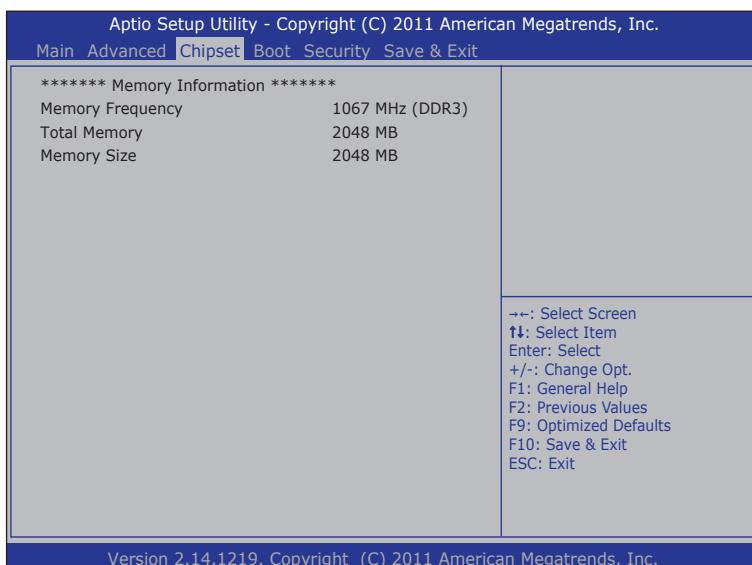 Aptio Setup Utility - Copyright (C) 2011 American Megatrends, Inc.
Main Advanced Chipset Boot Security Save & Exit
******* Memory Information *******
Memory Frequency 1067 MHz (DDR3)
Total Memory 2048 MB
Memory Size 2048 MB
→←: Select Screen
↑↓: Select Item
Enter: Select
+/-: Change Opt.
F1: General Help
F2: Previous Values
F9: Optimized Defaults
F10: Save & Exit
ESC: Exit
Version 2.14.1219. Copyright (C) 2011 American Megatrends, Inc.